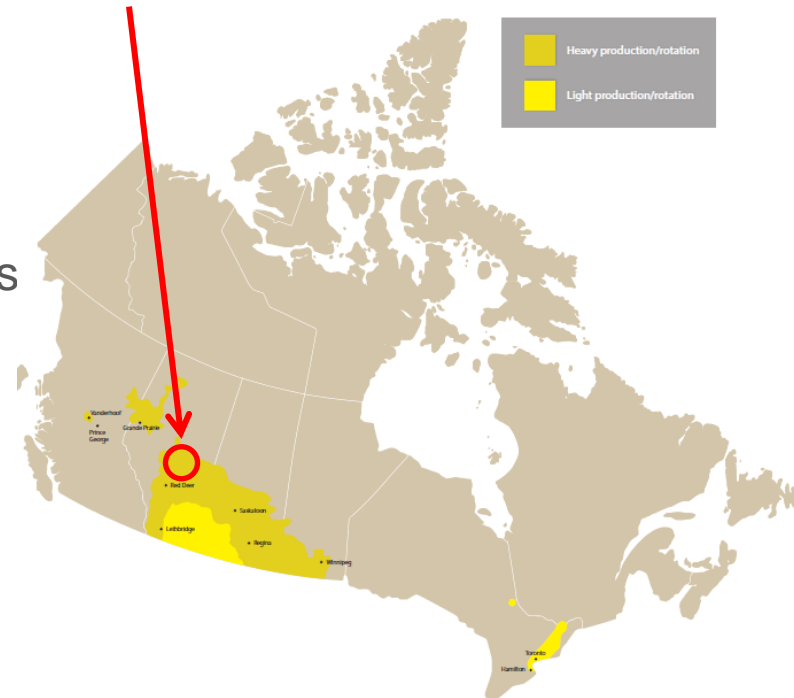 Heavy production/rotation
Light production/rotation
s
Vanderhoof
Prince
George
Grande Prairie
Red Deer
Saskatoon
Lethbridge
Regina
Winnipeg
Toronto
Hamilton